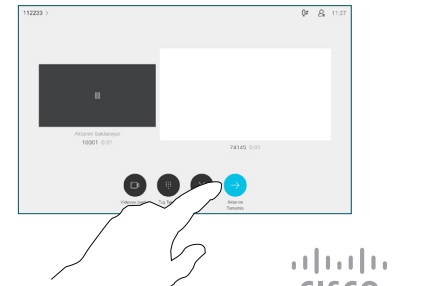 112233 >
11:27
Aktarım bekleniyor
10001 0:01
74145 0:01
Aktarımı
Tamamla
CISCO